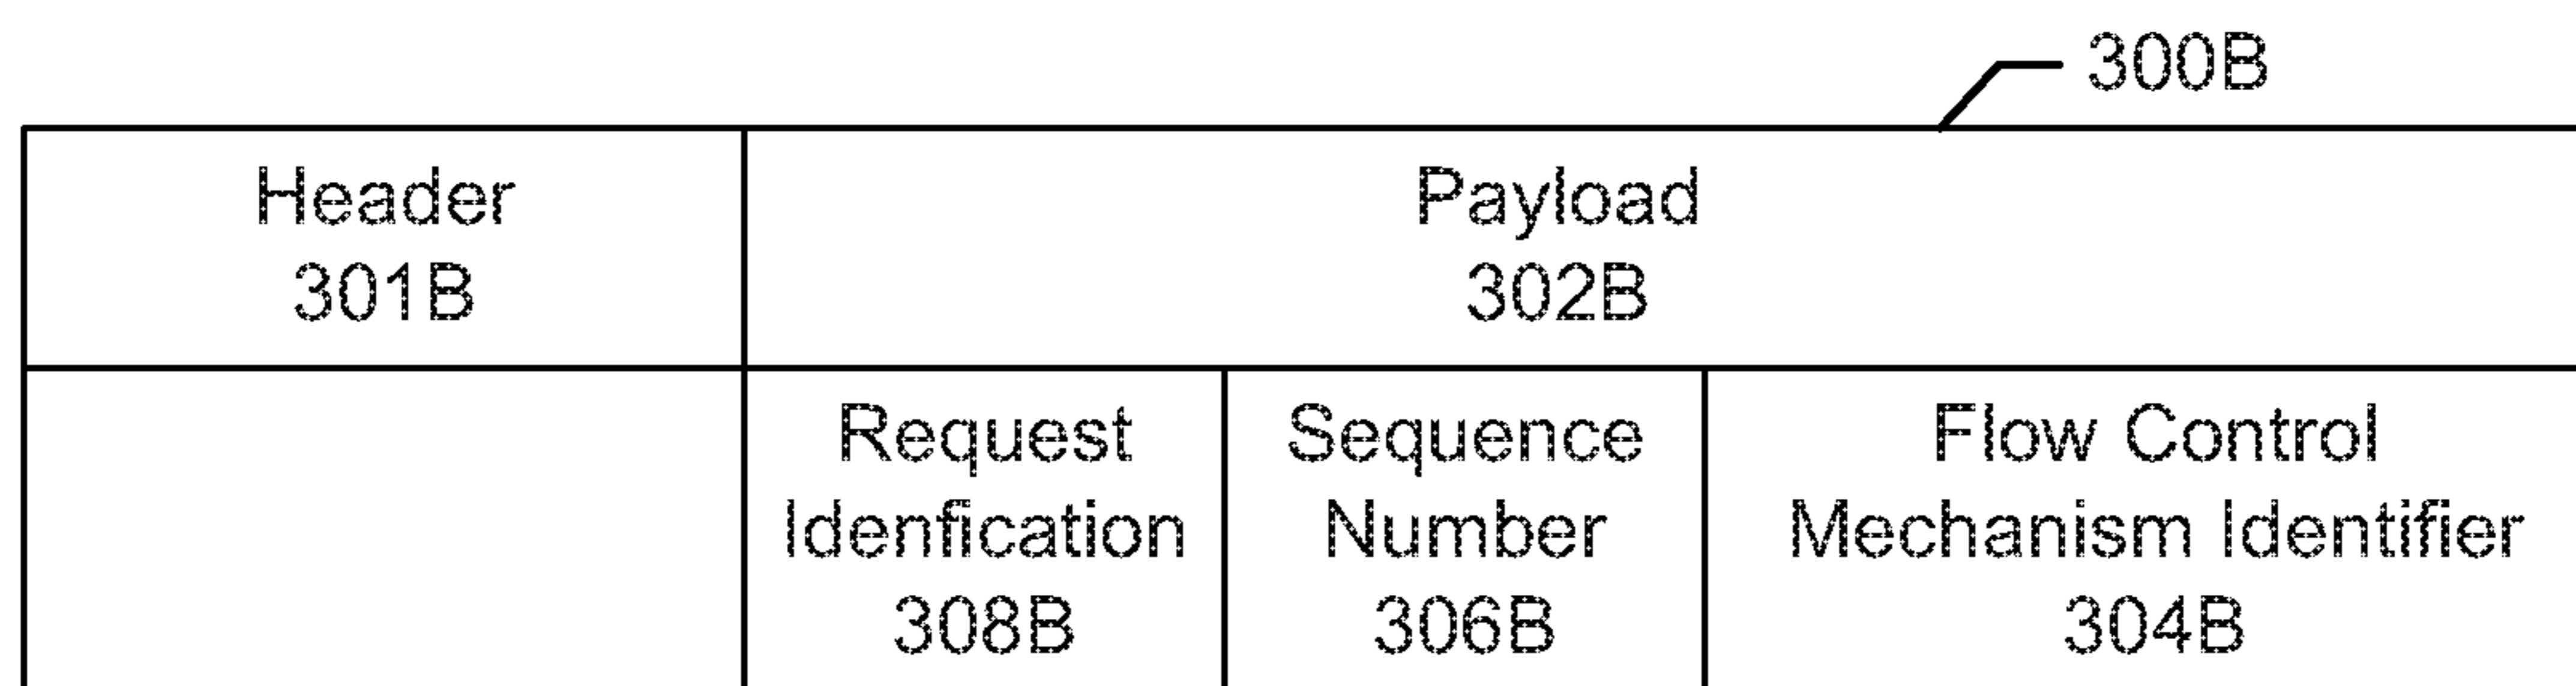 300B
Header
301B
Payload
302B
Request
Idenfication
308B
Sequence
Number
306B
Flow Control
Mechanism Identifier
304B